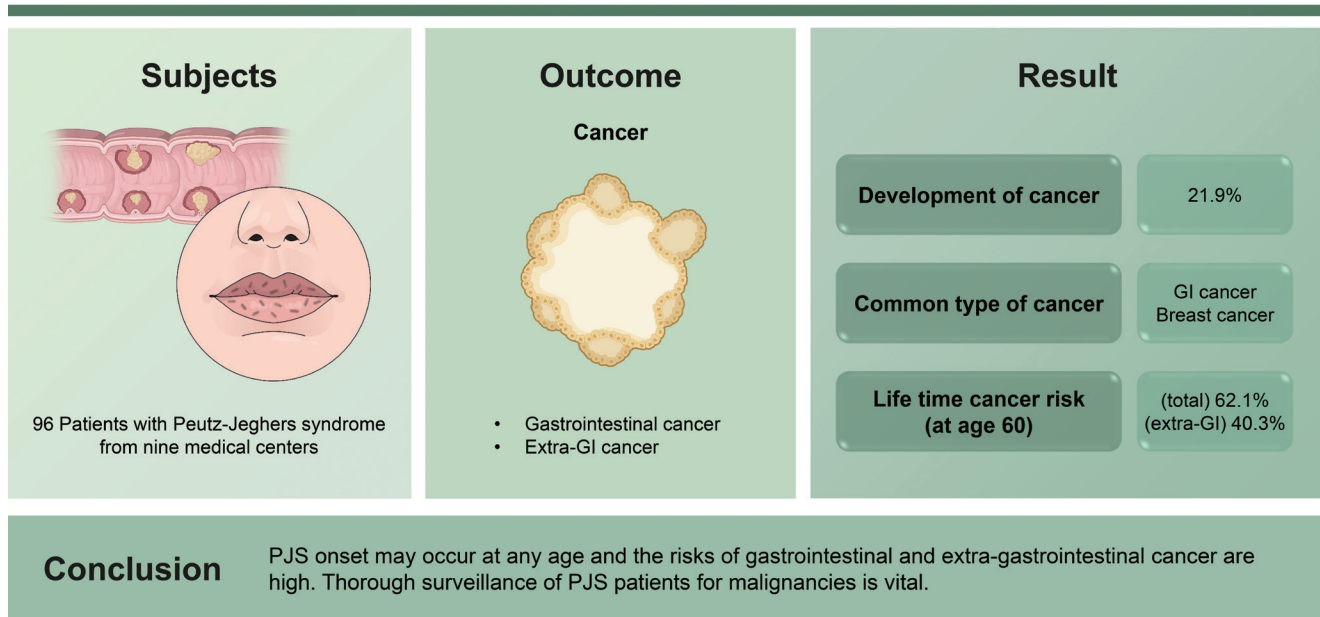 Subjects
96 Patients with Peutz-Jeghers syndrome
from nine medical centers
Outcome
Cancer
• Gastrointestinal cancer
• Extra-GI cancer
Result
Development of cancer
21.9%
Common type of cancer
GI cancer
Breast cancer
Life time cancer risk
(at age 60)
(total) 62.1%
(extra-GI) 40.3%
Conclusion
PJS onset may occur at any age and the risks of gastrointestinal and extra-gastrointestinal cancer are
high. Thorough surveillance of PJS patients for malignancies is vital.